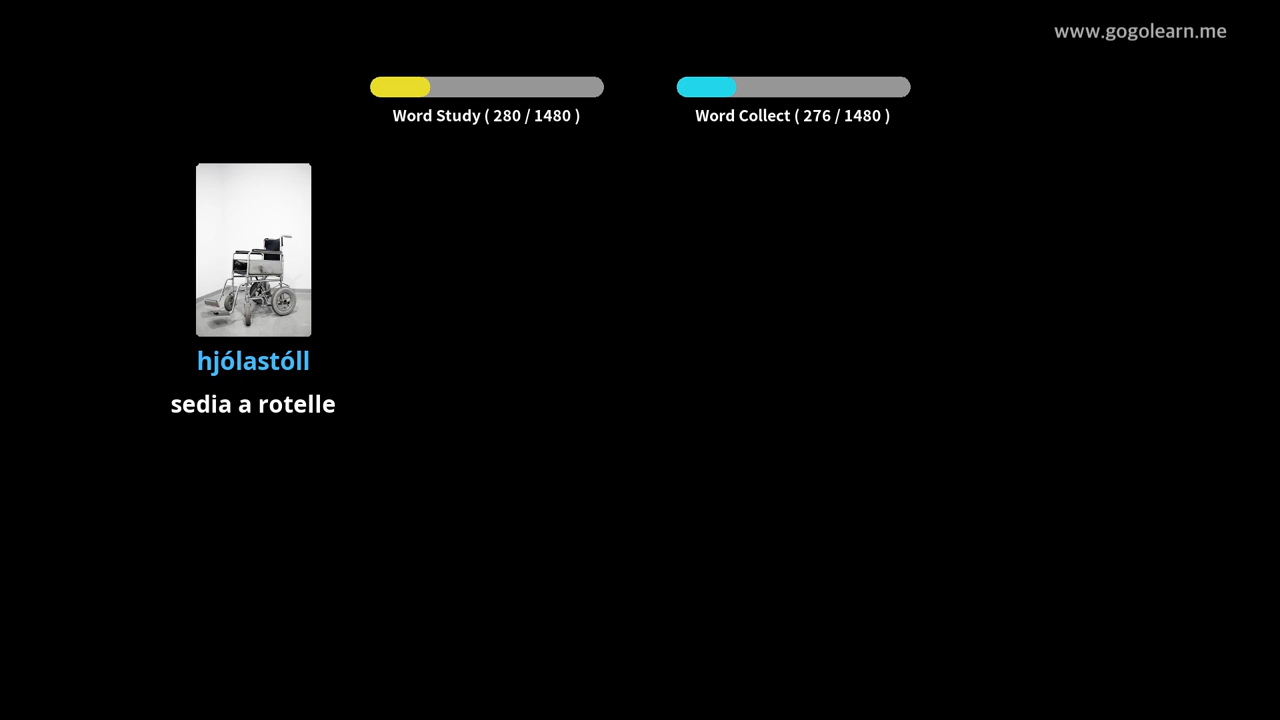 www.gogolearn.me
Word Study ( 280 / 1480 )
Word Collect ( 276 / 1480 )
hjólastóll
sedia a rotelle